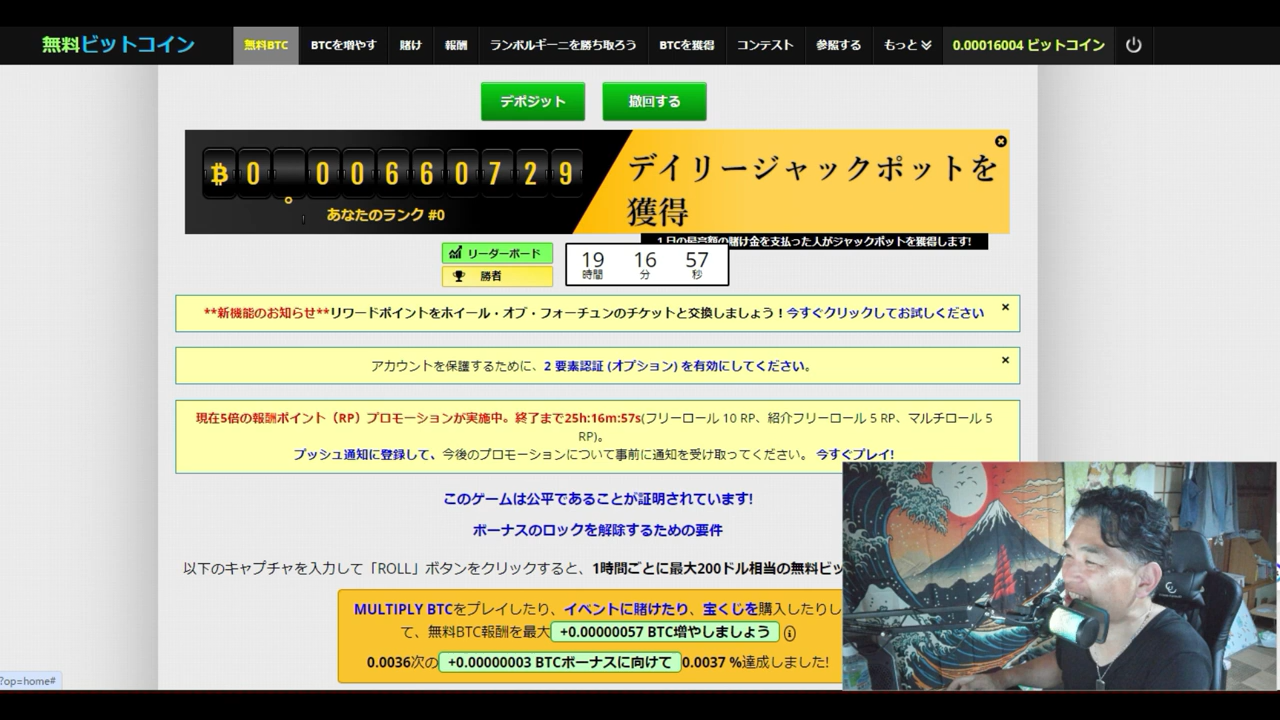 無料ビットコイン
無料BTC BTCを増やす 賭け 報酬 ランボルギーニを勝ち取ろう BTCを獲得 コンテスト 参照する もっと 0.00016004 ビットコイン
デポジット 撤回する
0 00660729
。
あなたのランク #0
デイリージャックポットを
獲得
1 日の最高額の賭け金を支払った人がジャックポットを獲得します!
リーダーボード
勝者
19 16 57
時間 分 秒
**新機能のお知らせ**リワードポイントをホイール・オブ・フォーチュンのチケットと交換しましょう！今すぐクリックしてお試しください
アカウントを保護するために、2 要素認証 (オプション) を有効にしてください。
現在5倍の報酬ポイント（RP）プロモーションが実施中。終了まで25h:16m:57s(フリーロール 10 RP、紹介フリーロール 5 RP、マルチロール 5
RP)。
プッシュ通知に登録して、今後のプロモーションについて事前に通知を受け取ってください。 今すぐプレイ!
このゲームは公平であることが証明されています!
ボーナスのロックを解除するための要件
以下のキャプチャを入力して「ROLL」ボタンをクリックすると、1時間ごとに最大200ドル相当の無料ビッ
MULTIPLY BTCをプレイしたり、イベントに賭けたり、宝くじを購入したりし
て、無料BTC報酬を最大+0.00000057 BTC増やしましょう
0.0036次の+0.00000003 BTCボーナスに向けて0.0037 %達成しました!
?op=home#